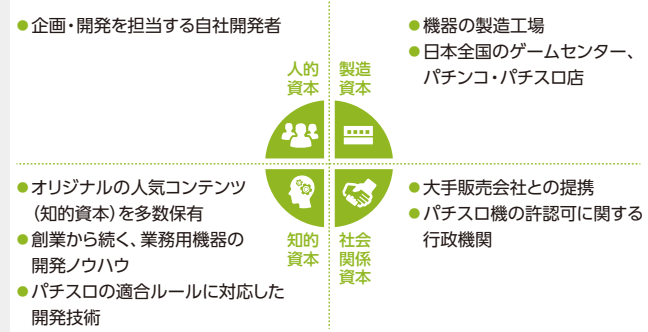 ●企画・開発を担当する自社開発者
●機器の製造工場
●日本全国のゲームセンター、
パチンコ・パチスロ店
人的
資本
製造
資本
●オリジナルの人気コンテンツ
（知的資本）を多数保有
●創業から続く、業務用機器の
開発ノウハウ
●パチスロの適合ルールに対応した
開発技術
知的
資本
社会
関係
資本
●大手販売会社との提携
●パチスロ機の許認可に関する
行政機関